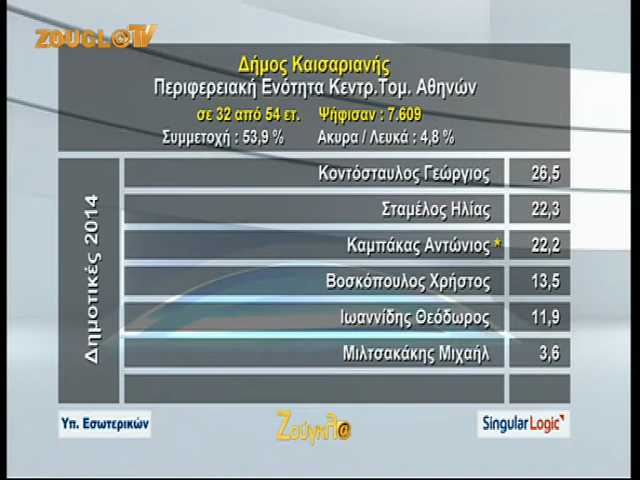 ZOUGL@TV
Δήμος Καισαριανής
Περιφερειακή Ενότητα Κεντρ.Τομ. Αθηνών
σε 32 από 54 ετ. Ψήφισαν : 7.609
Συμμετοχή : 53,9 % Ακυρα / Λευκά : 4,8 %
Δημοτικές 2014
Κοντόσταυλος Γεώργιος 26,5
Σταμέλος Ηλίας 22,3
Καμπάκας Αντώνιος * 22,2
Βοσκόπουλος Χρήστος 13,5
Ιωαννίδης Θεόδωρος 11,9
Μιλτσακάκης Μιχαήλ 3,6
Υπ. Εσωτερικών Ζούγκλ@ SingularLogic